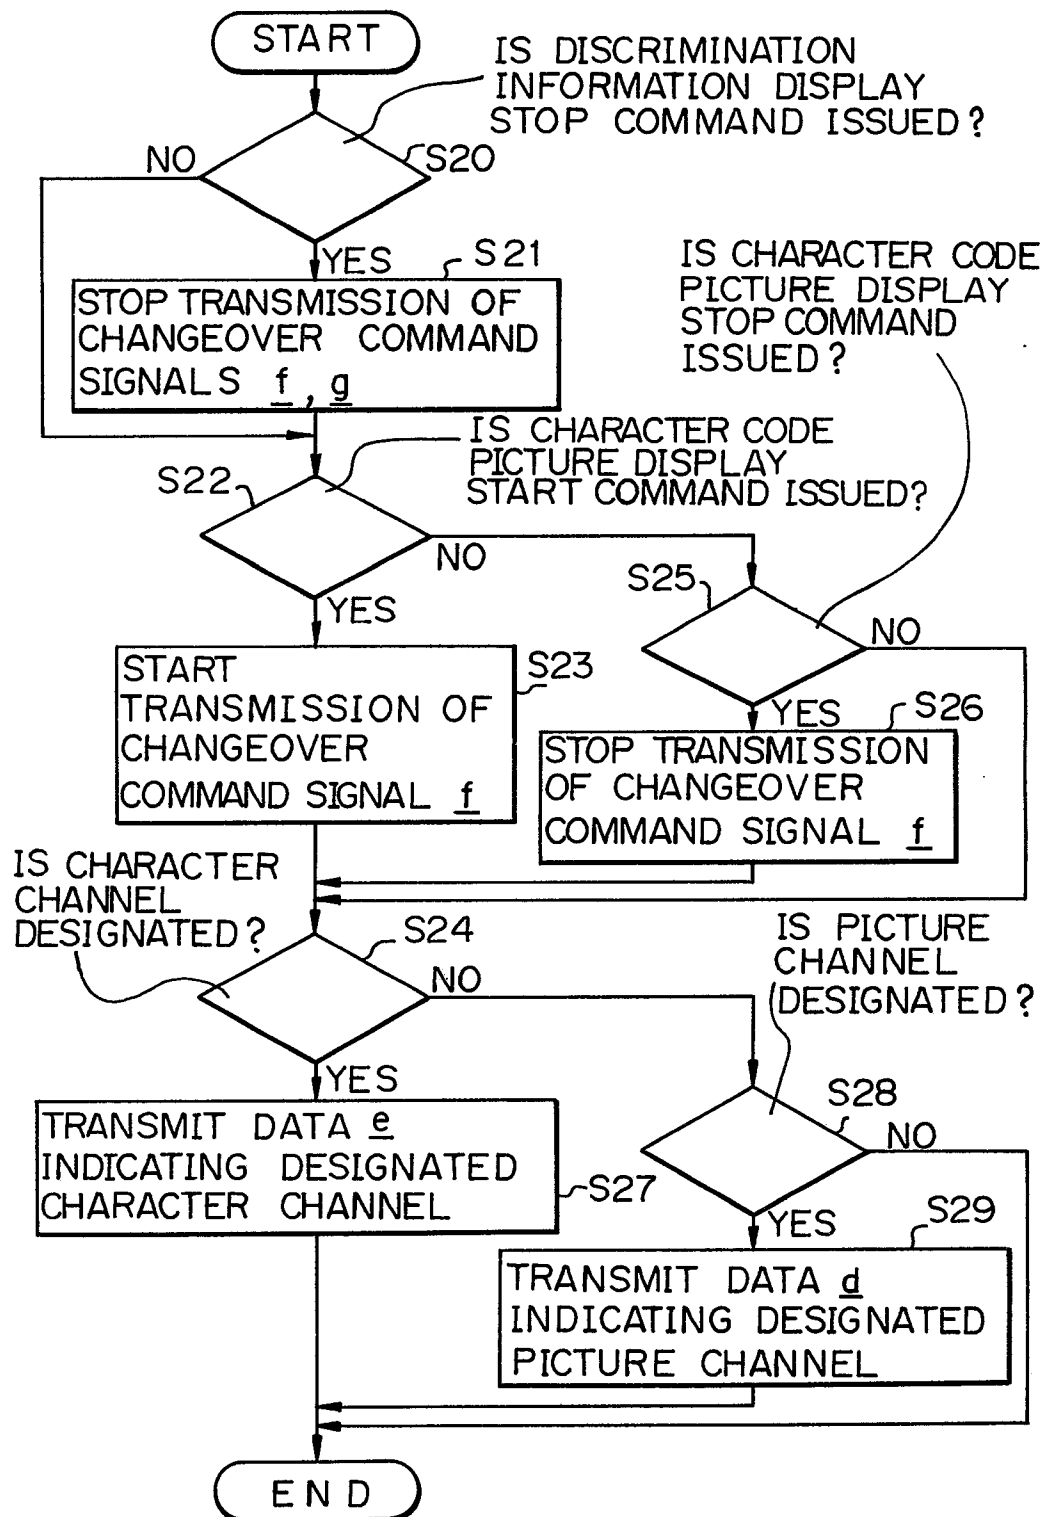 START
IS DISCRIMINATION
INFORMATION DISPLAY
STOP COMMAND ISSUED?
NO
S20
YES
S21
STOP TRANSMISSION OF
CHANGEOVER COMMAND
SIGNALS f, g
IS CHARACTER CODE
PICTURE DISPLAY
STOP COMMAND
ISSUED?
IS CHARACTER CODE
PICTURE DISPLAY
START COMMAND ISSUED?
S22
NO
YES
S25
NO
YES
S23
START
TRANSMISSION OF
CHANGEOVER
COMMAND SIGNAL f
S26
STOP TRANSMISSION
OF CHANGEOVER
COMMAND SIGNAL f
IS CHARACTER
CHANNEL
DESIGNATED?
S24
NO
YES
IS PICTURE
CHANNEL
DESIGNATED?
S28
NO
YES
TRANSMIT DATA e
INDICATING DESIGNATED
CHARACTER CHANNEL
S27
S29
TRANSMIT DATA d
INDICATING DESIGNATED
PICTURE CHANNEL
END